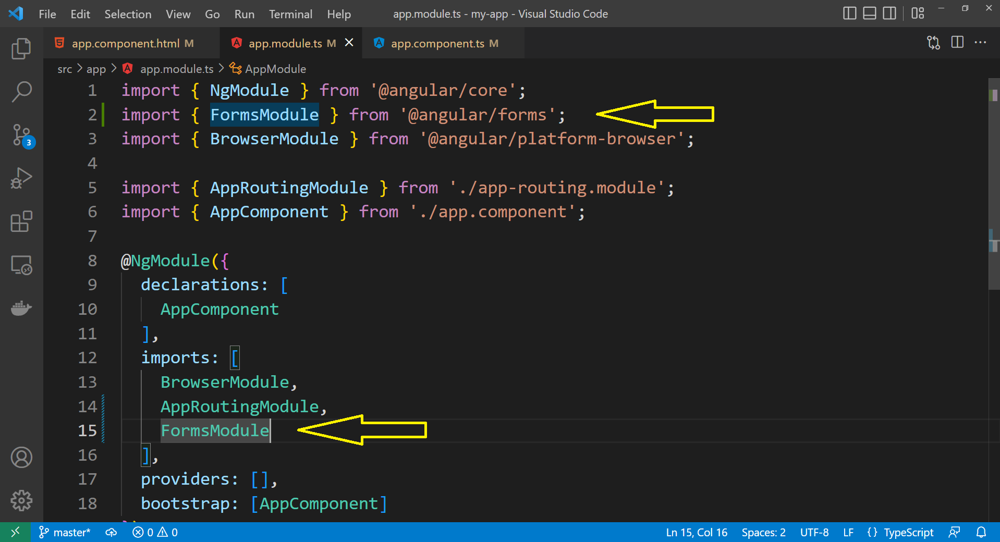 File Edit Selection View Go Run Terminal Help app.module.ts - my-app - Visual Studio Code
app.component.html M app.module.ts M app.component.ts M
src > app > app.module.ts > AppModule
1 import { NgModule } from '@angular/core';
2 import { FormsModule } from '@angular/forms';
3 import { BrowserModule } from '@angular/platform-browser';
4
5 import { AppRoutingModule } from './app-routing.module';
6 import { AppComponent } from './app.component';
7
8 @NgModule({
9 declarations: [
10 AppComponent
11 ],
12 imports: [
13 BrowserModule,
14 AppRoutingModule,
15 FormsModule
16 ],
17 providers: [],
18 bootstrap: [AppComponent]
3
master* 0 0 Ln 15, Col 16 Spaces: 2 UTF-8 LF {} TypeScript